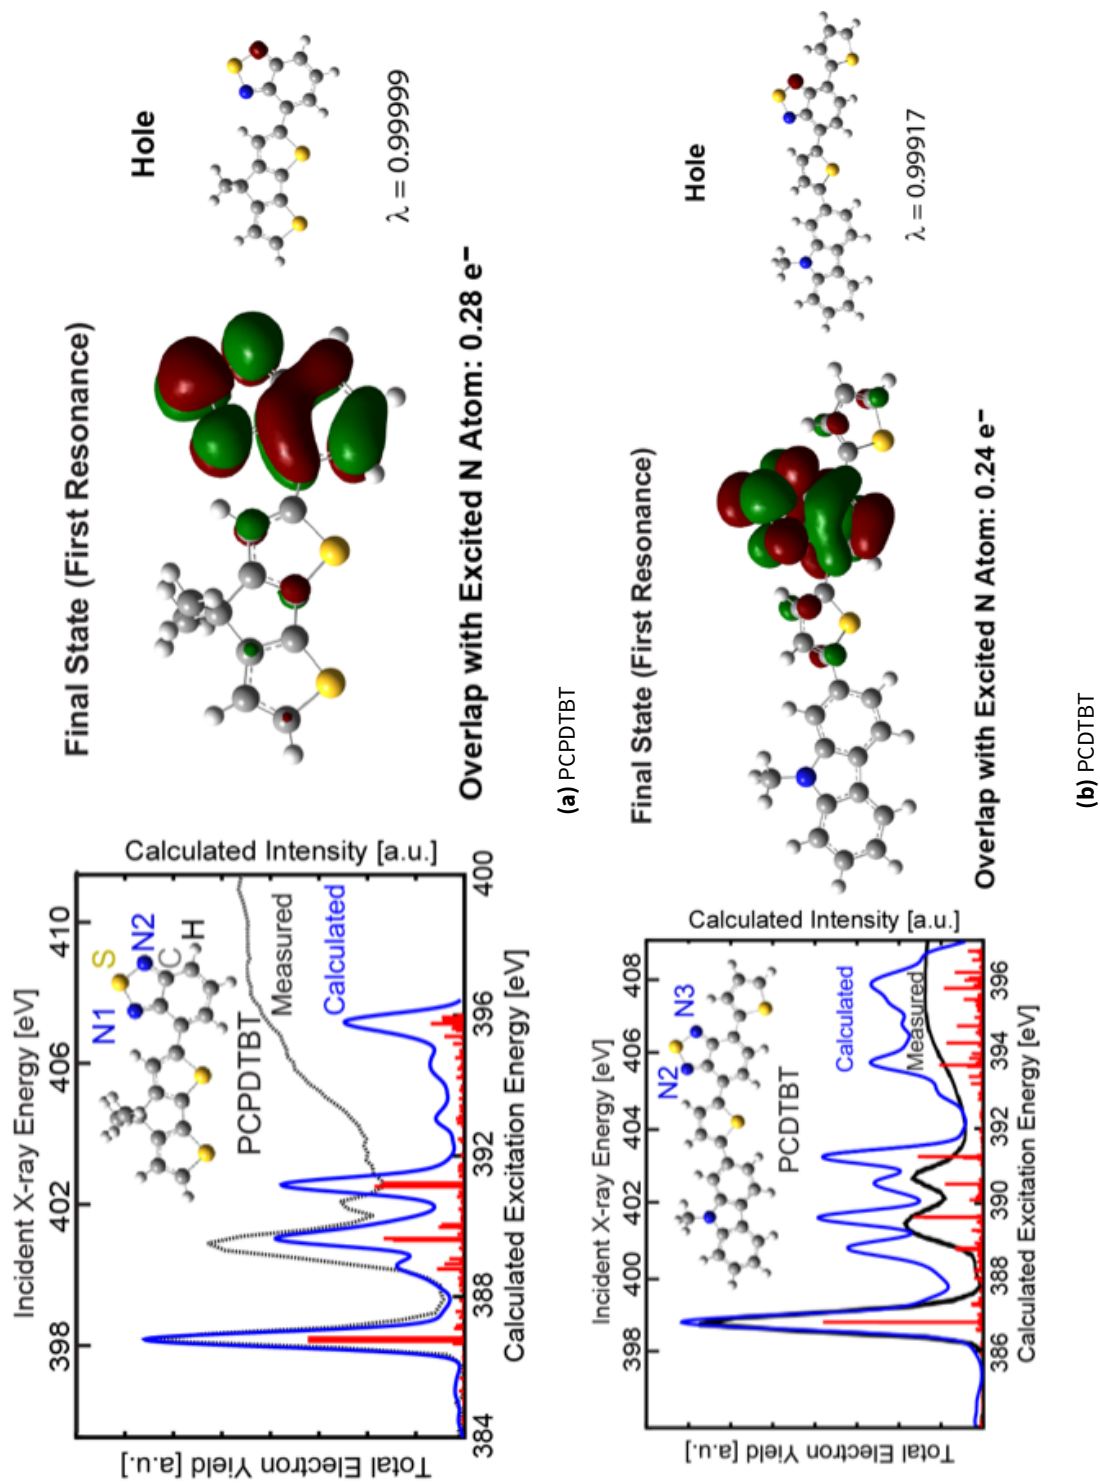 Incident X-ray Energy [eV]
398
402
406
410
Total Electron Yield [a.u.]
Calculated Intensity [a.u.]
N1
S
N2
C
H
PCPDTBT
Measured
Calculated
384
388
392
396
400
Calculated Excitation Energy [eV]
Final State (First Resonance)
Overlap with Excited N Atom: 0.28 e⁻
Hole
λ = 0.99999
(a) PCPDTBT
Incident X-ray Energy [eV]
398
400
402
404
406
408
Total Electron Yield [a.u.]
Calculated Intensity [a.u.]
N2
N3
PCDTBT
Calculated
Measured
386
388
390
392
394
396
Calculated Excitation Energy [eV]
Final State (First Resonance)
Overlap with Excited N Atom: 0.24 e⁻
Hole
λ = 0.99917
(b) PCDTBT